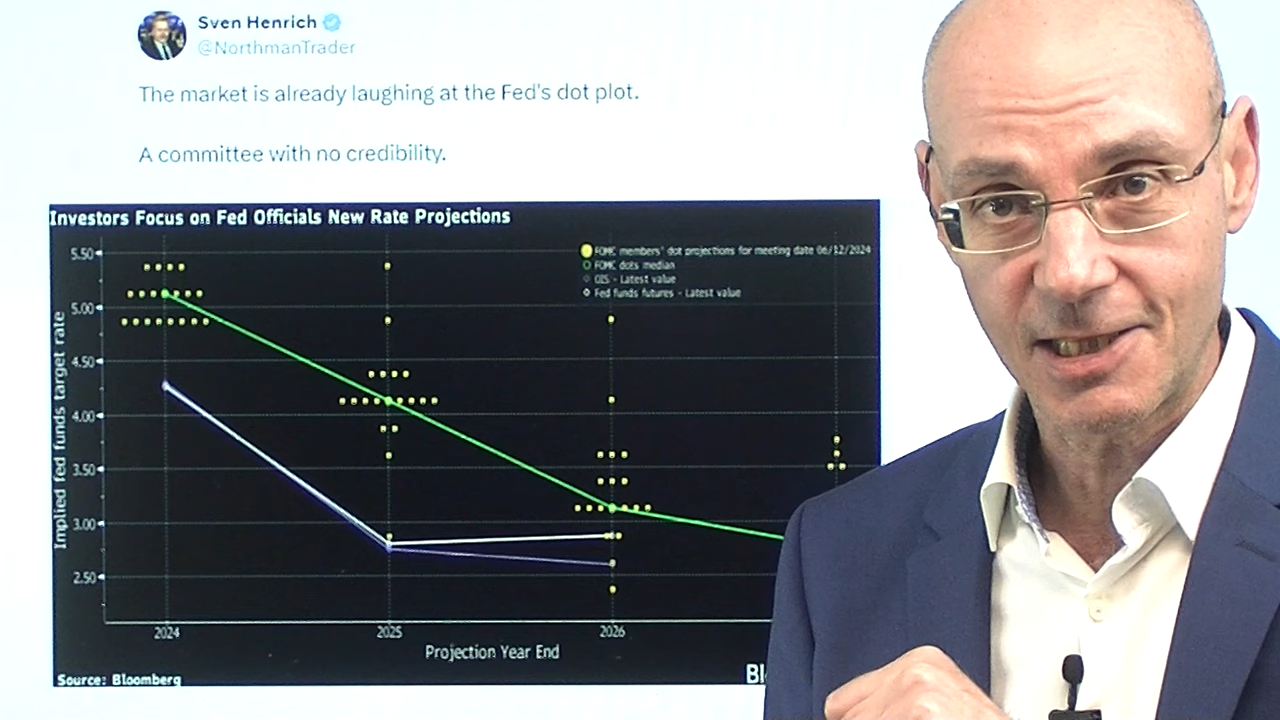 Sven Henrich
@NorthmanTrader
The market is already laughing at the Fed's dot plot.
A committee with no credibility.
Investors Focus on Fed Officials New Rate Projections
FOMC members' dot projections for meeting date 06/12/2024
FOMC dots median
OIS - Latest value
Fed funds futures - Latest value
Implied fed funds target rate
5.50
5.00
4.50
4.00
3.50
3.00
2.50
2024
2025
2026
Projection Year End
Source: Bloomberg